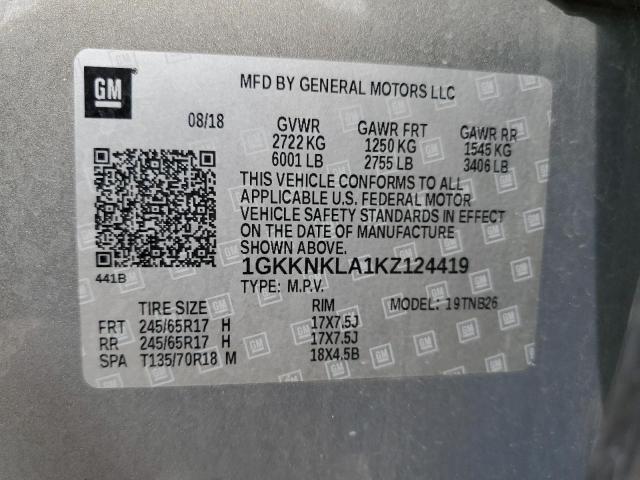 GM
MFD BY GENERAL MOTORS LLC
08/18 GVWR GAWR FRT GAWR RR
2722 KG 1250 KG 1545 KG
6001 LB 2755 LB 3406 LB
THIS VEHICLE CONFORMS TO ALL
APPLICABLE U.S. FEDERAL MOTOR
VEHICLE SAFETY STANDARDS IN EFFECT
ON THE DATE OF MANUFACTURE
SHOWN ABOVE.
441B
1GKKNKLA1KZ124419
TYPE: M.P.V. MODEL: 19TNB26
TIRE SIZE RIM
FRT 245/65R17 H 17X7.5J
RR 245/65R17 H 17X7.5J
SPA T135/70R18 M 18X4.5B